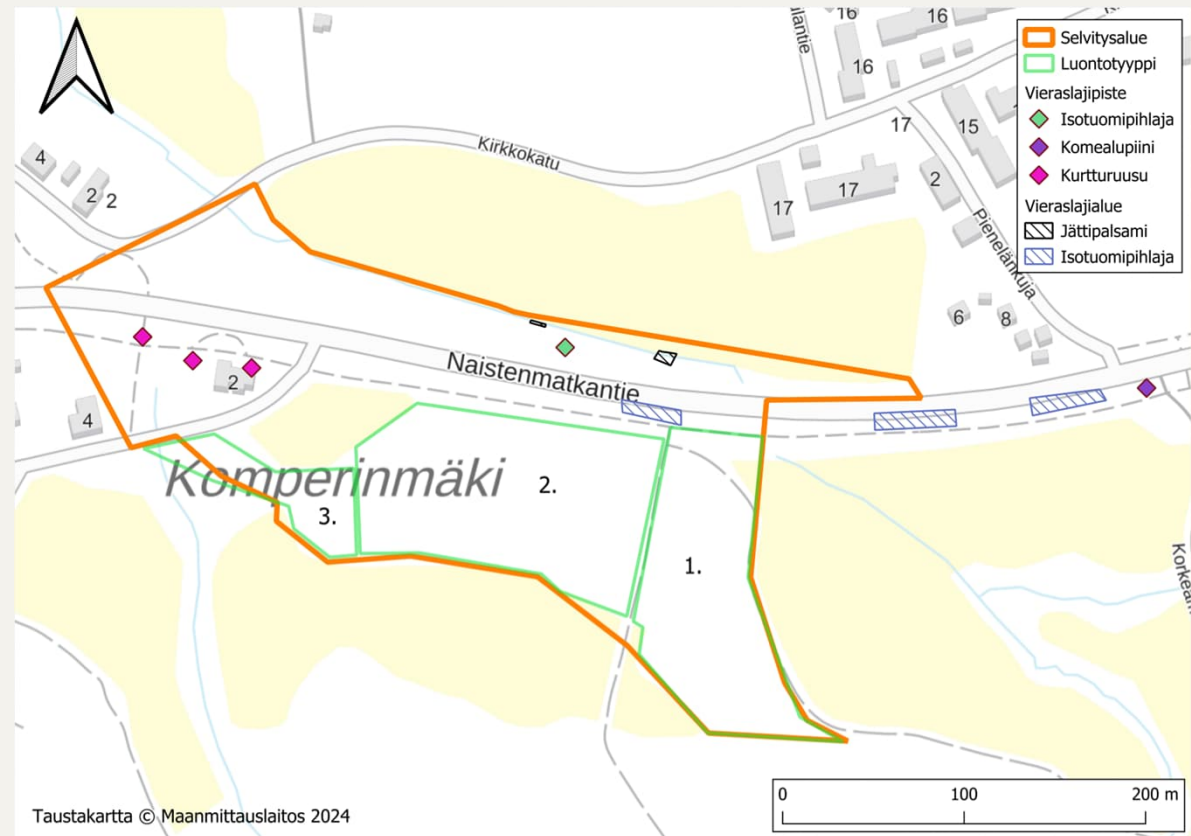 16
16
16
Selvitysalue
Luontotyyppi
Vieraslajipiste
Isotuomipihlaja
Komealupiini
Kurtturuusu
Vieraslajialue
Jättipalsami
Isotuomipihlaja
17
15
Kirkkokatu
4
2 2
17
17
2
Pienelänkuja
6
8
Naistenmatkantie
2
4
Komperinmäki
2.
3.
1.
0 100 200 m
Taustakartta © Maanmittauslaitos 2024